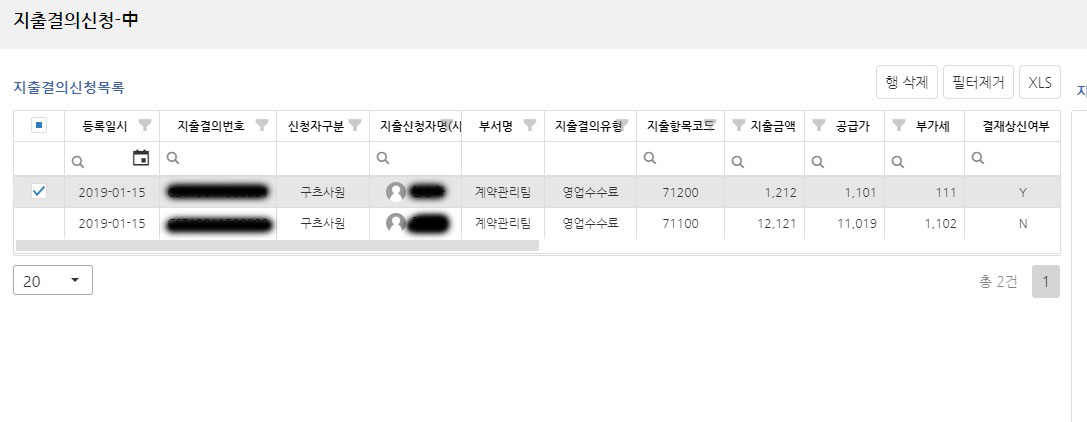 지출결의신청-中
지출결의신청목록
행 삭제 필터제거 XLS
등록일시 지출결의번호 신청자구분 지출신청자명(사 부서명 지출결의유형 지출항목코드 지출금액 공급가 부가세 결재상신여부
2019-01-15 구츠사원 계약관리팀 영업수수료 71200 1,212 1,101 111 Y
2019-01-15 구츠사원 계약관리팀 영업수수료 71100 12,121 11,019 1,102 N
20 총 2건 1